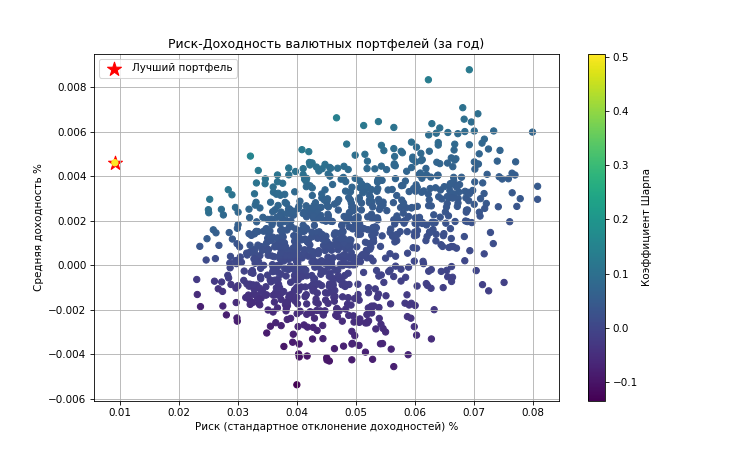 Риск-Доходность валютных портфелей (за год)
Лучший портфель
Средняя доходность %
0.008
0.006
0.004
0.002
0.000
−0.002
−0.004
−0.006
0.01 0.02 0.03 0.04 0.05 0.06 0.07 0.08
Риск (стандартное отклонение доходностей) %
0.5
0.4
0.3
0.2
0.1
0.0
−0.1
Коэффициент Шарпа